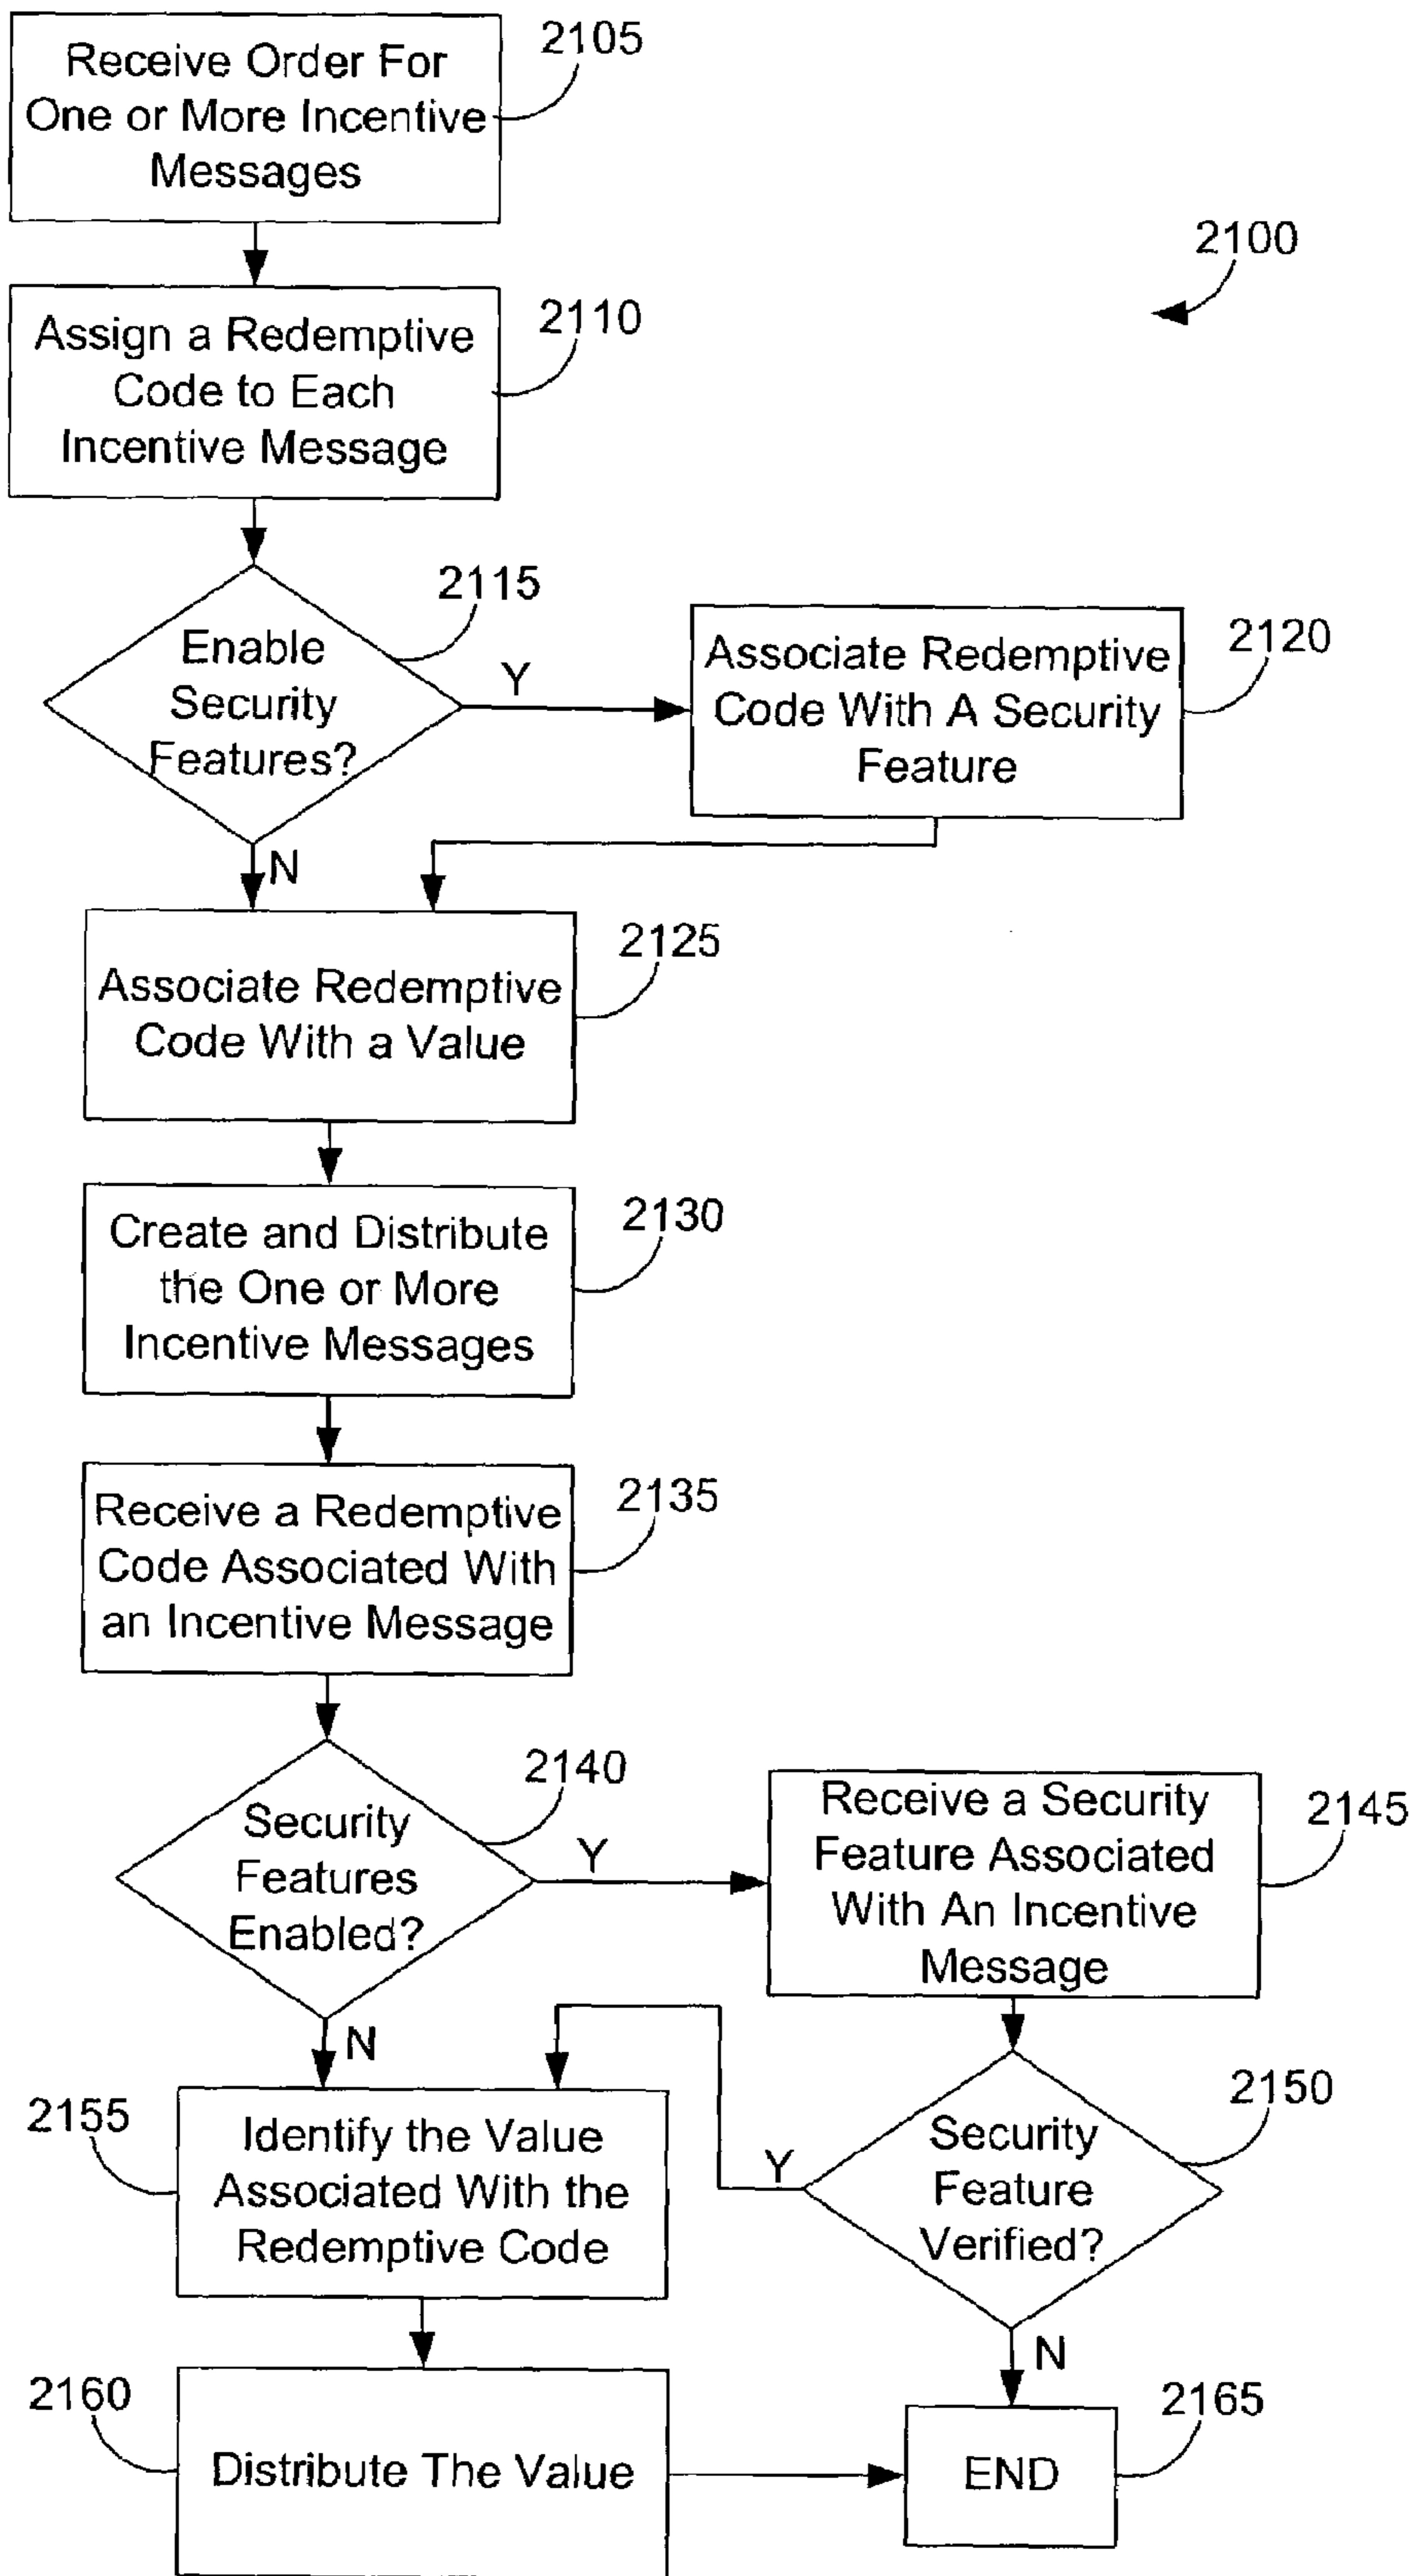 Receive Order For
One or More Incentive
Messages
2105
2100
Assign a Redemptive
Code to Each
Incentive Message
2110
Enable
Security
Features?
2115
Y
N
Associate Redemptive
Code With A Security
Feature
2120
Associate Redemptive
Code With a Value
2125
Create and Distribute
the One or More
Incentive Messages
2130
Receive a Redemptive
Code Associated With
an Incentive Message
2135
Security
Features
Enabled?
2140
Y
N
Receive a Security
Feature Associated
With An Incentive
Message
2145
Security
Feature
Verified?
2150
Y
N
2155
Identify the Value
Associated With the
Redemptive Code
2160
Distribute The Value
END
2165